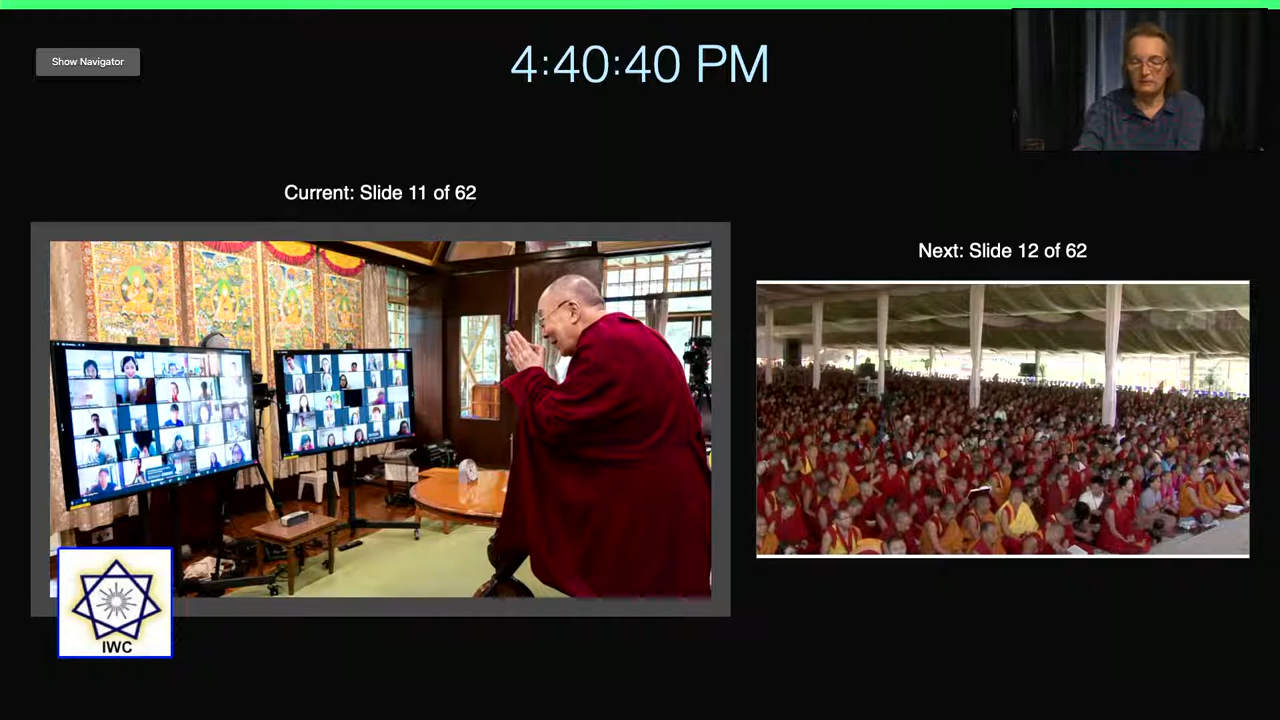 Show Navigator
4:40:40 PM
Current: Slide 11 of 62
Next: Slide 12 of 62
IWC